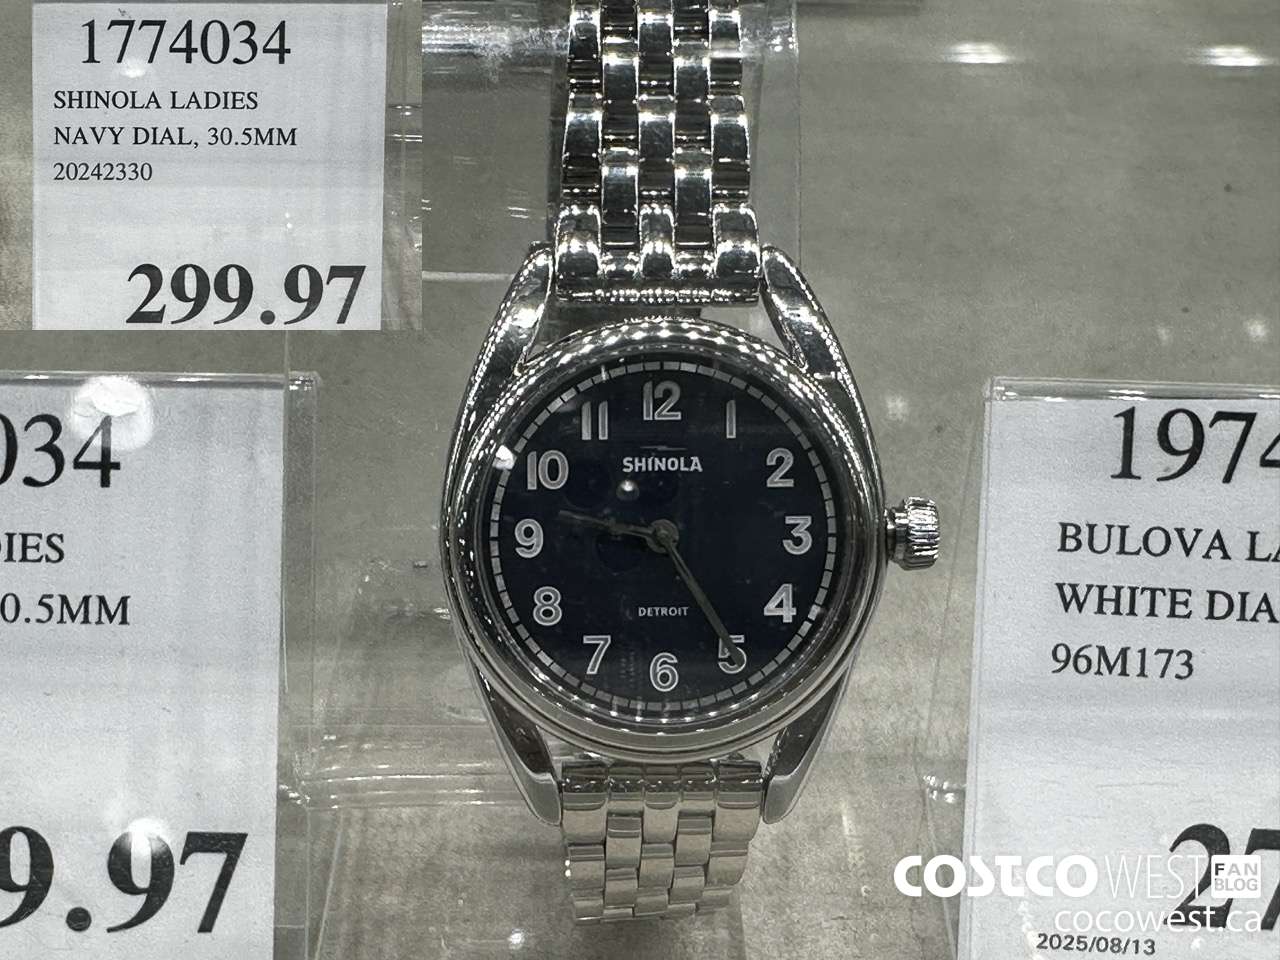 1774034
SHINOLA LADIES
NAVY DIAL, 30.5MM
20242330
299.97
034
DIES
0.5MM
9.97
12
1
2
3
4
5
6
7
8
9
10
11
SHINOLA
DETROIT
1974
BULOVA LA
WHITE DIA
96M173
27
COSTCO WEST FAN BLOG
cocowest.ca
2025/08/13